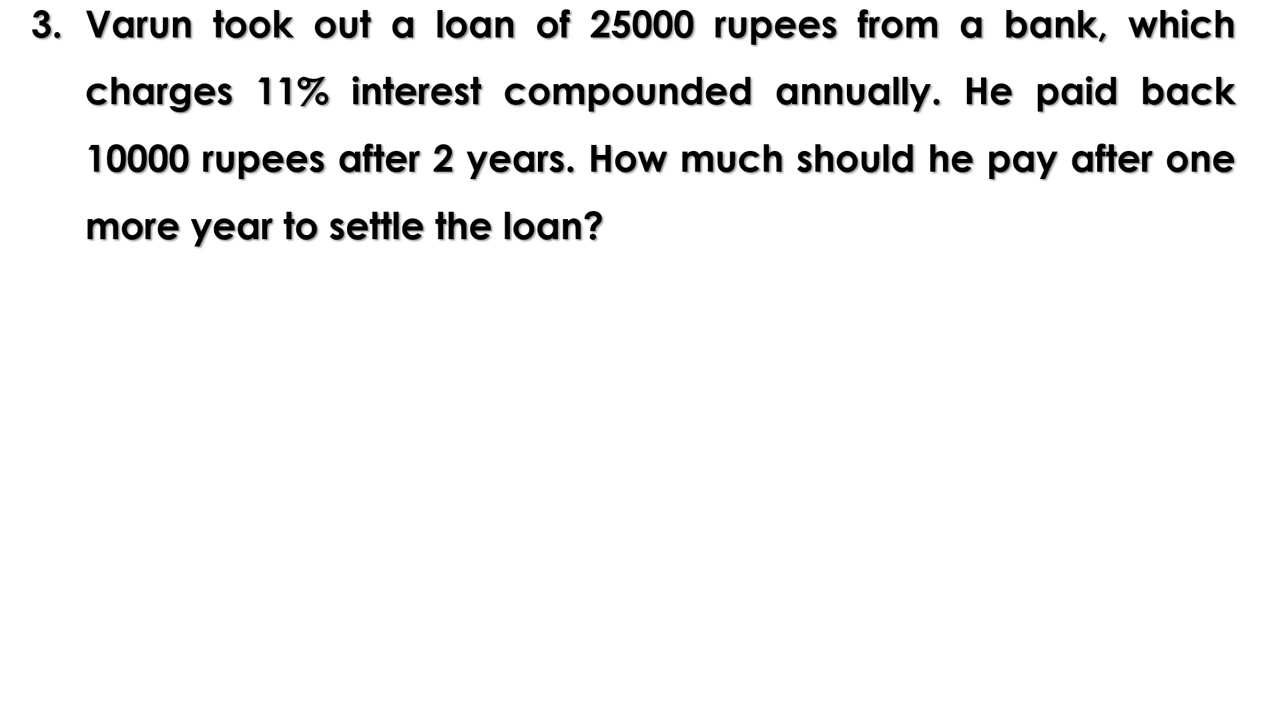 3. Varun took out a loan of 25000 rupees from a bank, which
charges 11% interest compounded annually. He paid back
10000 rupees after 2 years. How much should he pay after one
more year to settle the loan?